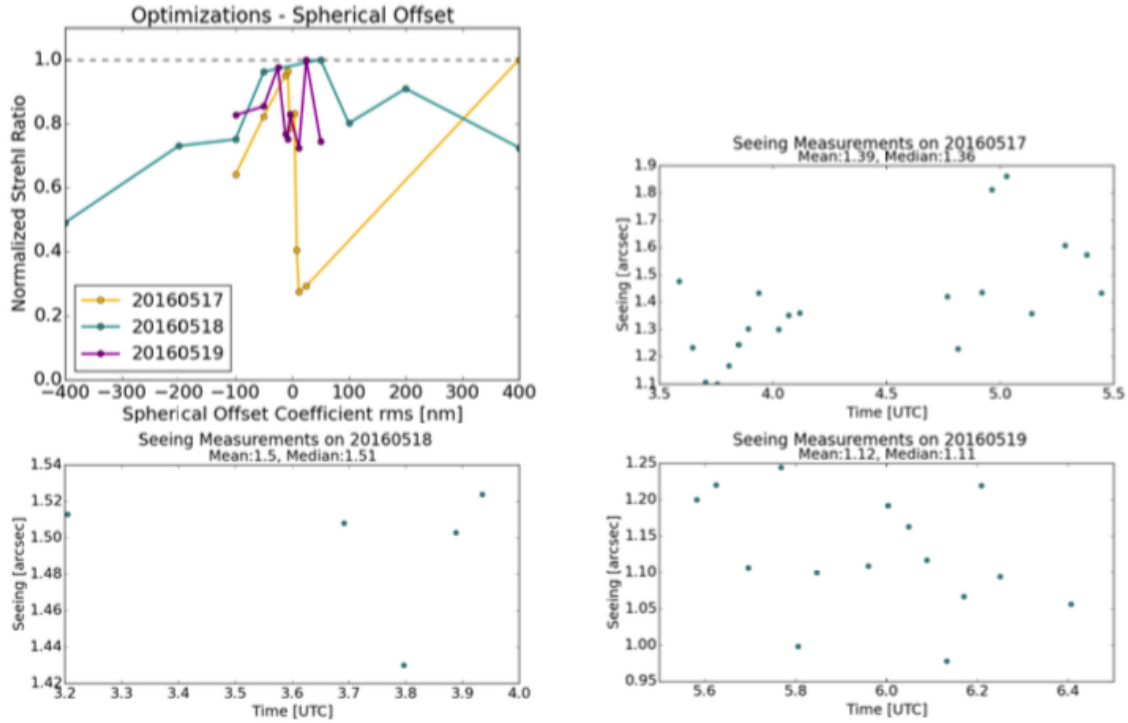 Optimizations - Spherical Offset
1.0
0.8
0.6
0.4
0.2
0.0
Normalized Strehl Ratio
20160517
20160518
20160519
−400 −300 −200 −100 0 100 200 300 400
Spherical Offset Coefficient rms [nm]
Seeing Measurements on 20160517
Mean:1.39, Median:1.36
1.9
1.8
1.7
1.6
1.5
1.4
1.3
1.2
1.1
Seeing [arcsec]
3.5 4.0 4.5 5.0 5.5
Time [UTC]
Seeing Measurements on 20160518
Mean:1.5, Median:1.51
1.54
1.52
1.50
1.48
1.46
1.44
1.42
Seeing [arcsec]
3.2 3.3 3.4 3.5 3.6 3.7 3.8 3.9 4.0
Time [UTC]
Seeing Measurements on 20160519
Mean:1.12, Median:1.11
1.25
1.20
1.15
1.10
1.05
1.00
0.95
Seeing [arcsec]
5.6 5.8 6.0 6.2 6.4
Time [UTC]